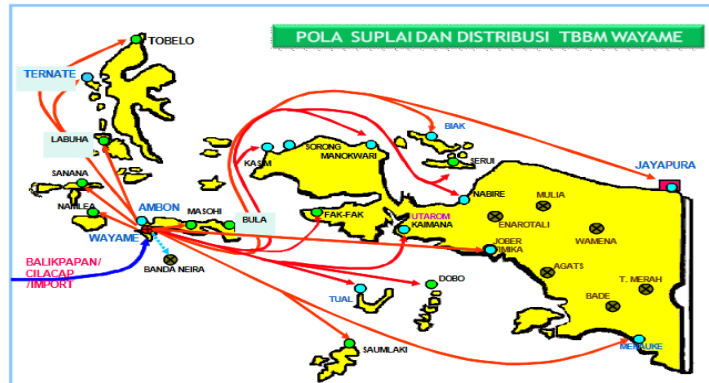 POLA SUPLAI DAN DISTRIBUSI TBBM WAYAME
TOBELO
TERNATE
LABUHA
SANANA
NAMLEA
AMBON
MASOHI
BULA
WAYAME
BANDA NEIRA
BALIKPAPAN/
CILACAP
/IMPORT
KASIM
SORONG
MANOKWARI
BIAK
SERUI
NABIRE
JAYAPURA
FAK-FAK
UTAROM
KAIMANA
MULIA
ENAROTALI
WAMENA
JOBER
TIMIKA
AGATS
T. MERAH
BADE
DOBO
TUAL
SAUMLAKI
MERAUKE